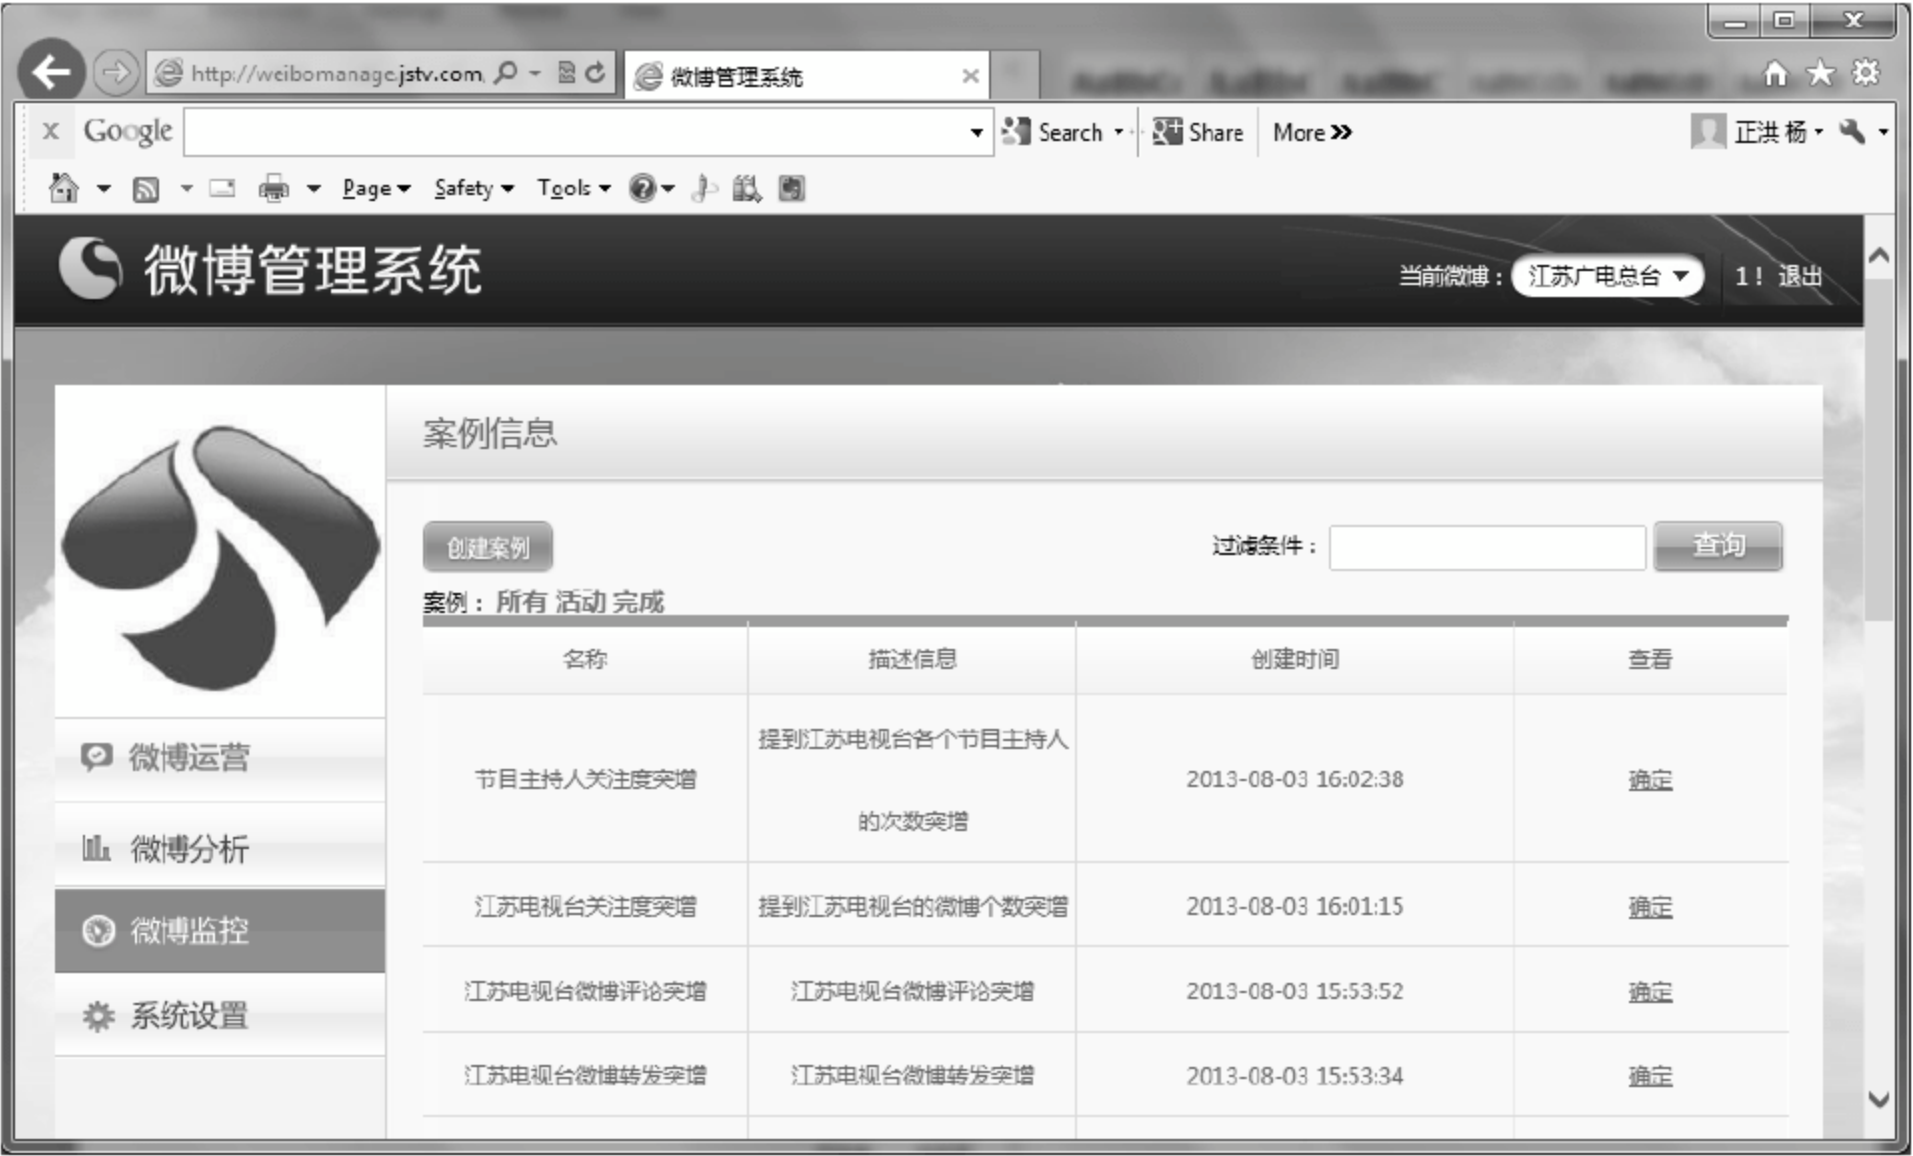 http://weibomanage.jstv.com,
微博管理系统
Google
Search
Share
More
正洪 杨
Page
Safety
Tools
微博管理系统
当前微博：
江苏广电总台
1！ 退出
案例信息
创建案例
过滤条件：
查询
案例： 所有 活动 完成
名称 描述信息 创建时间 查看
节目主持人关注度突增 提到江苏电视台各个节目主持人的次数突增 2013-08-03 16:02:38 确定
江苏电视台关注度突增 提到江苏电视台的微博个数突增 2013-08-03 16:01:15 确定
江苏电视台微博评论突增 江苏电视台微博评论突增 2013-08-03 15:53:52 确定
江苏电视台微博转发突增 江苏电视台微博转发突增 2013-08-03 15:53:34 确定
微博运营
微博分析
微博监控
系统设置